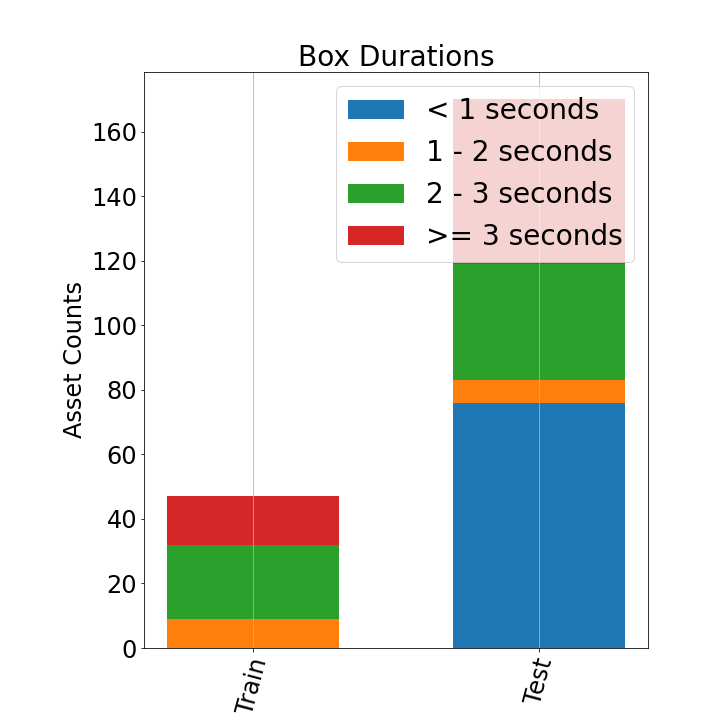 Box Durations
< 1 seconds
1 - 2 seconds
2 - 3 seconds
>= 3 seconds
Asset Counts
160
140
120
100
80
60
40
20
0
Train
Test